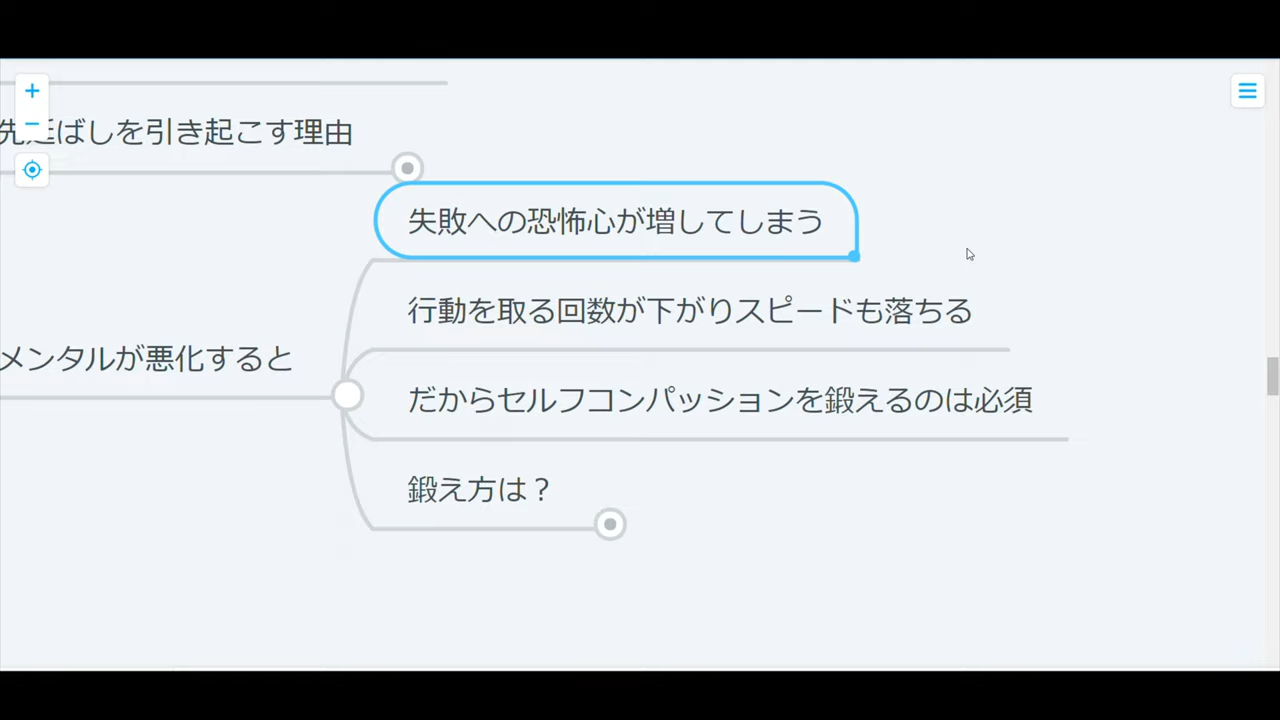 先延ばしを引き起こす理由
失敗への恐怖心が増してしまう
行動を取る回数が下がりスピードも落ちる
メンタルが悪化すると
だからセルフコンパッションを鍛えるのは必須
鍛え方は？